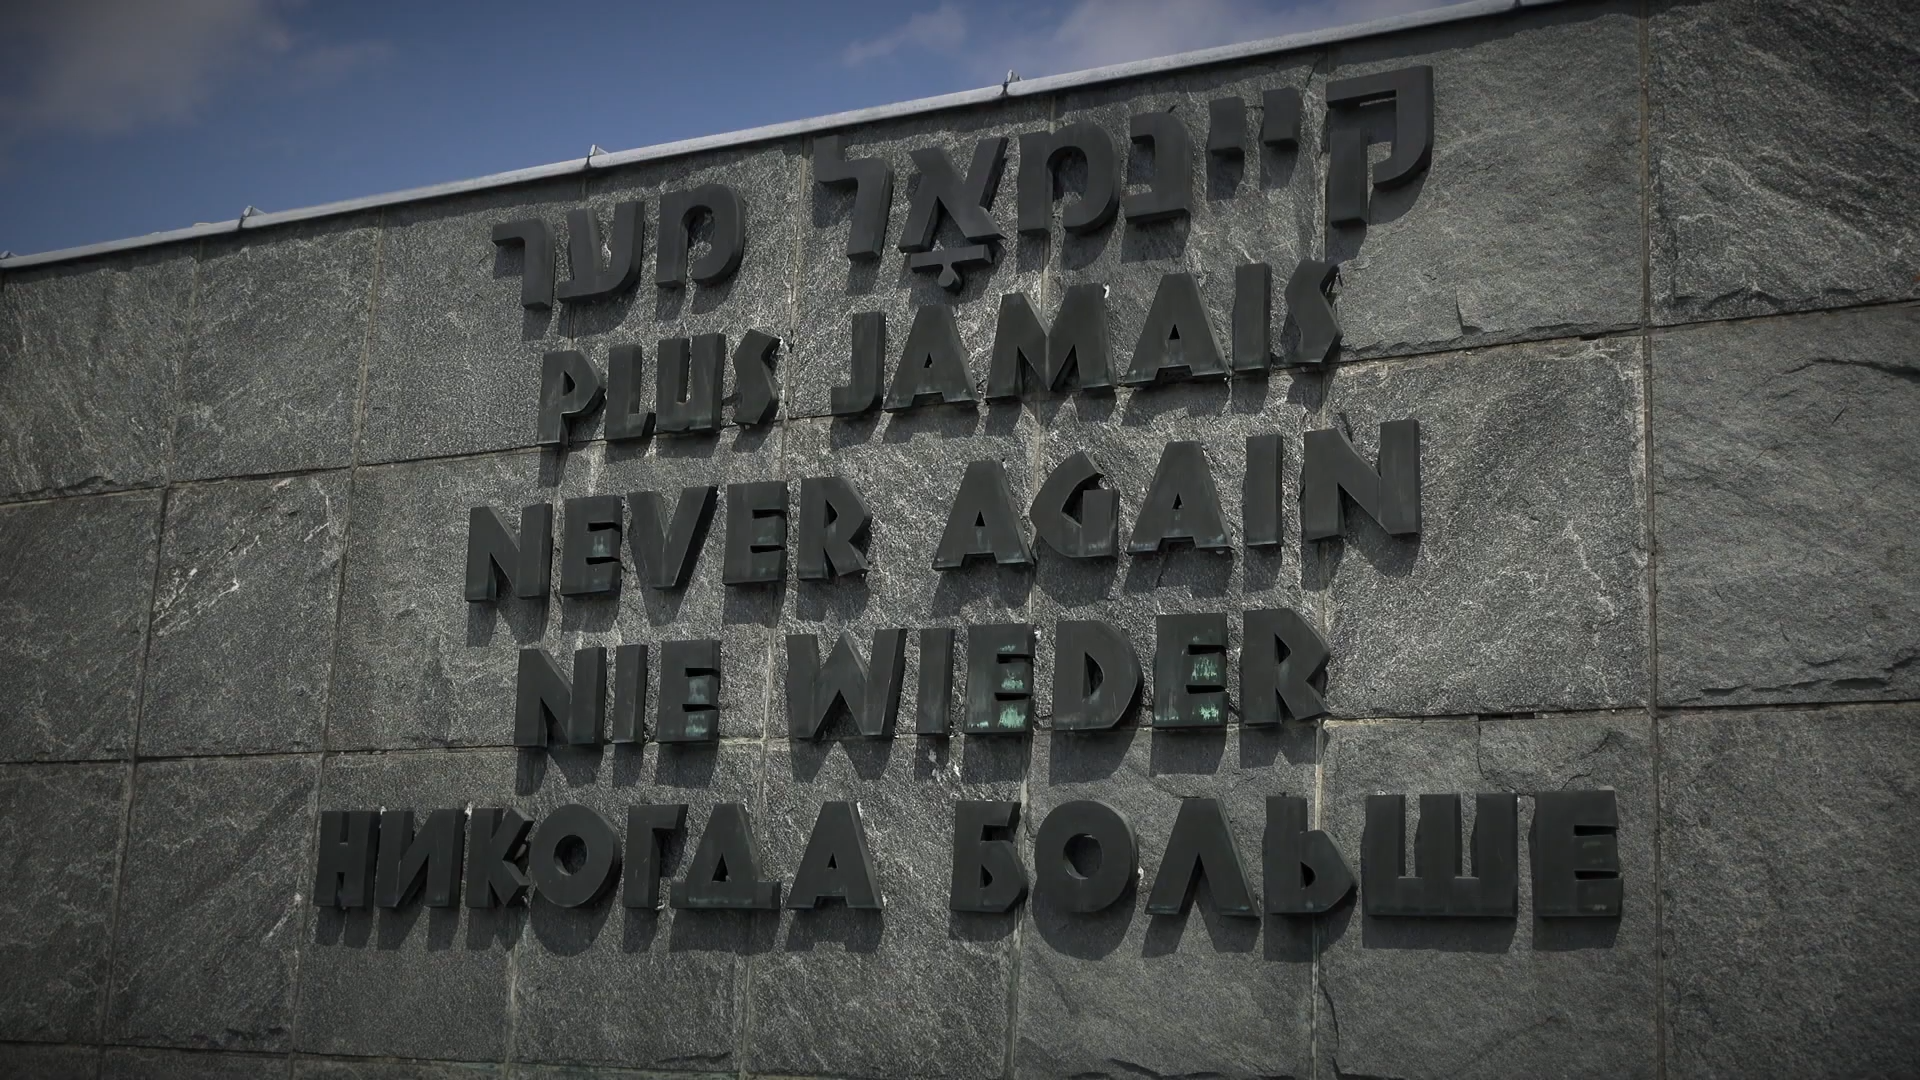 קיינמאָל מער
PLUS JAMAIS
NEVER AGAIN
NIE WIEDER
НИКОГДА БОЛЬШЕ